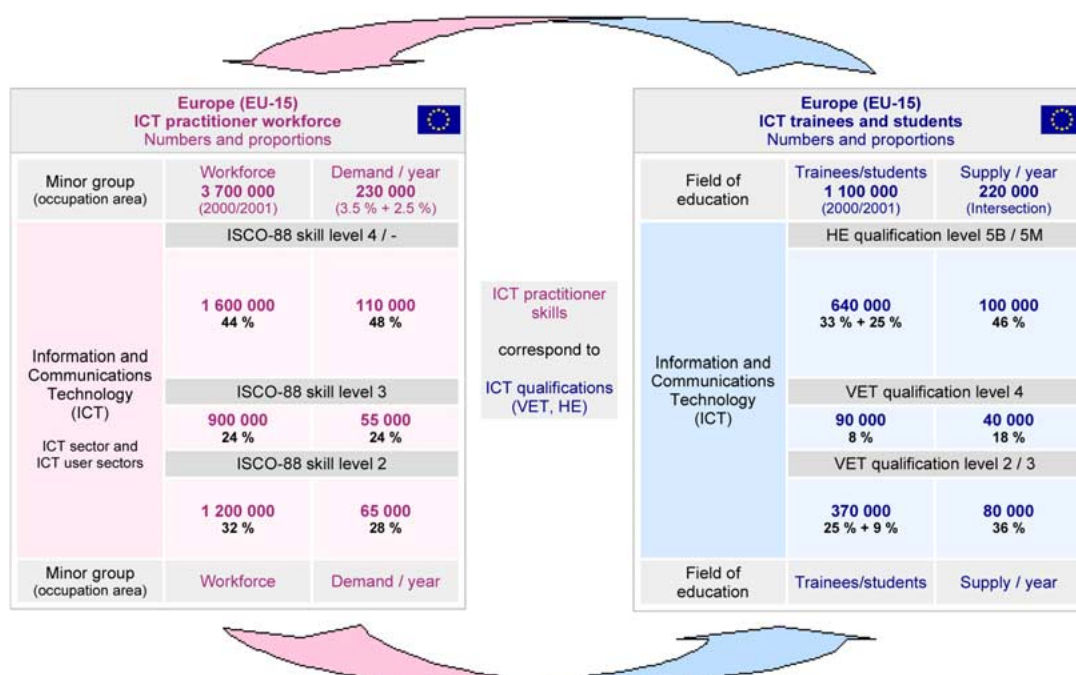 Europe (EU-15)
ICT practitioner workforce
Numbers and proportions
Minor group
(occupation area)
Workforce
3 700 000
(2000/2001)
Demand / year
230 000
(3.5 % + 2.5 %)
ISCO-88 skill level 4 / -
1 600 000
44 %
110 000
48 %
Information and
Communications
Technology
(ICT)
ICT sector and
ICT user sectors
ISCO-88 skill level 3
900 000
24 %
55 000
24 %
ISCO-88 skill level 2
1 200 000
32 %
65 000
28 %
Minor group
(occupation area)
Workforce
Demand / year
ICT practitioner
skills
correspond to
ICT qualifications
(VET, HE)
Europe (EU-15)
ICT trainees and students
Numbers and proportions
Field of
education
Trainees/students
1 100 000
(2000/2001)
Supply / year
220 000
(Intersection)
HE qualification level 5B / 5M
640 000
33 % + 25 %
100 000
46 %
Information and
Communications
Technology
(ICT)
VET qualification level 4
90 000
8 %
40 000
18 %
VET qualification level 2 / 3
370 000
25 % + 9 %
80 000
36 %
Field of
education
Trainees/students
Supply / year